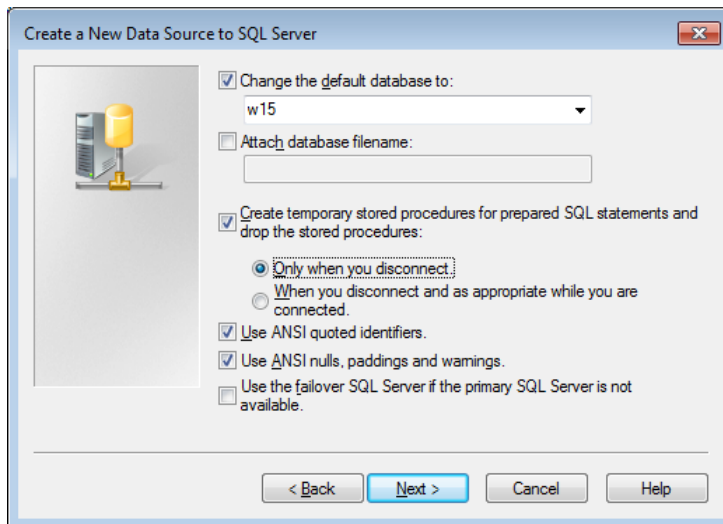 Create a New Data Source to SQL Server
Change the default database to:
w15
Attach database filename:
Create temporary stored procedures for prepared SQL statements and
drop the stored procedures:
Only when you disconnect.
When you disconnect and as appropriate while you are
connected.
Use ANSI quoted identifiers.
Use ANSI nulls, paddings and warnings.
Use the failover SQL Server if the primary SQL Server is not
available.
< Back Next > Cancel Help